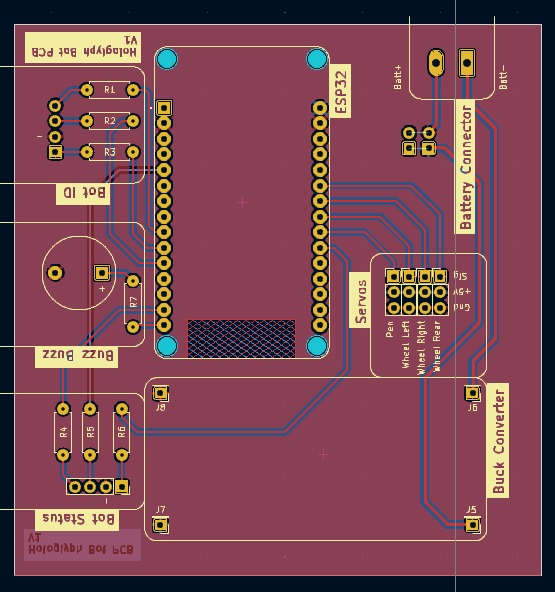 V1
Hologlyph Bot PCB
R1
R2
R3
Bot ID
ESP32
Batt+
Batt-
Battery Connector
+
R7
Buzz Buzz
Servos
Sig
+5V
Gnd
Pen
Wheel Left
Wheel Right
Wheel Rear
J8
J6
R4
R5
R6
Buck Converter
Bot Status
J7
J5
V1
Hologlyph Bot PCB